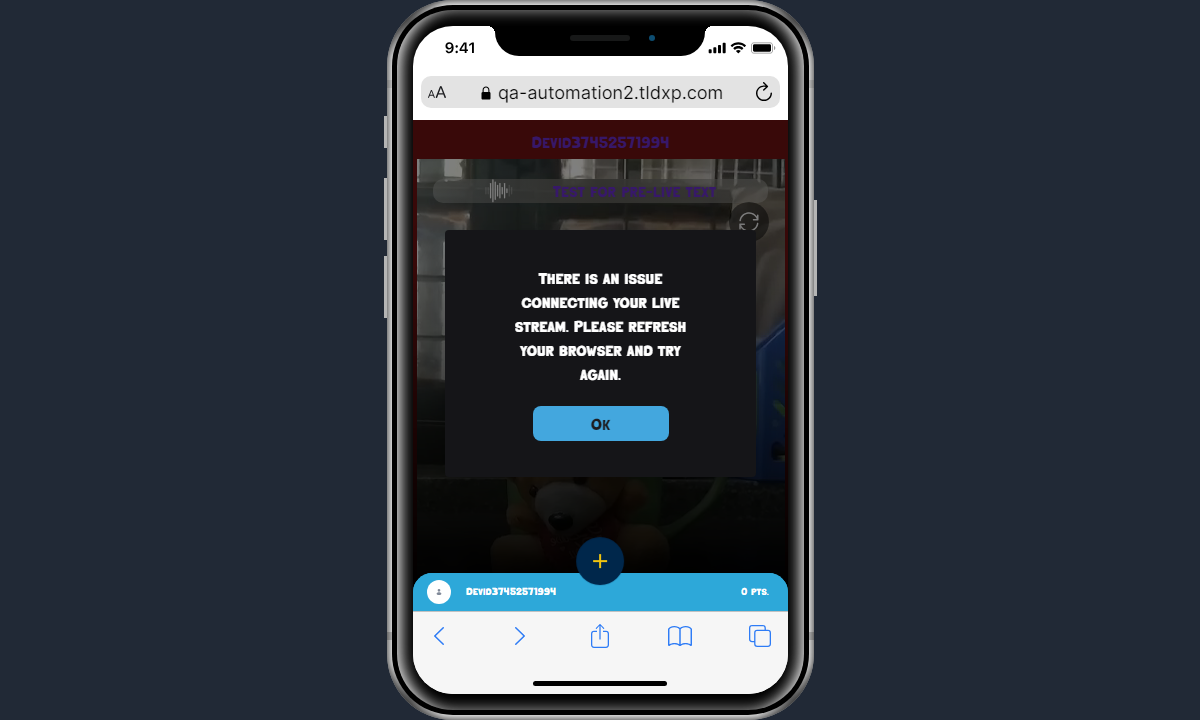 9:41
AA qa-automation2.tldxp.com
Devid37452571994
Test for pre-live text
There is an issue
connecting your live
stream. Please refresh
your browser and try
again.
Ok
Devid37452571994 0 pts.